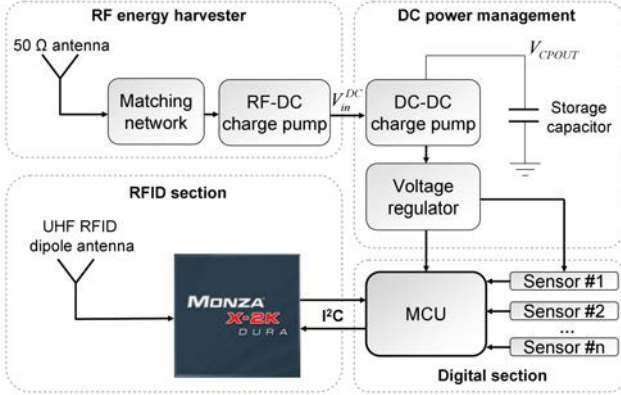 RF energy harvester
50 Ω antenna
Matching
network
RF-DC
charge pump
V_in^DC
DC power management
V_CPOUT
DC-DC
charge pump
Storage
capacitor
Voltage
regulator
RFID section
UHF RFID
dipole antenna
MONZA
X-2K
DURA
I²C
MCU
Sensor #1
Sensor #2
...
Sensor #n
Digital section